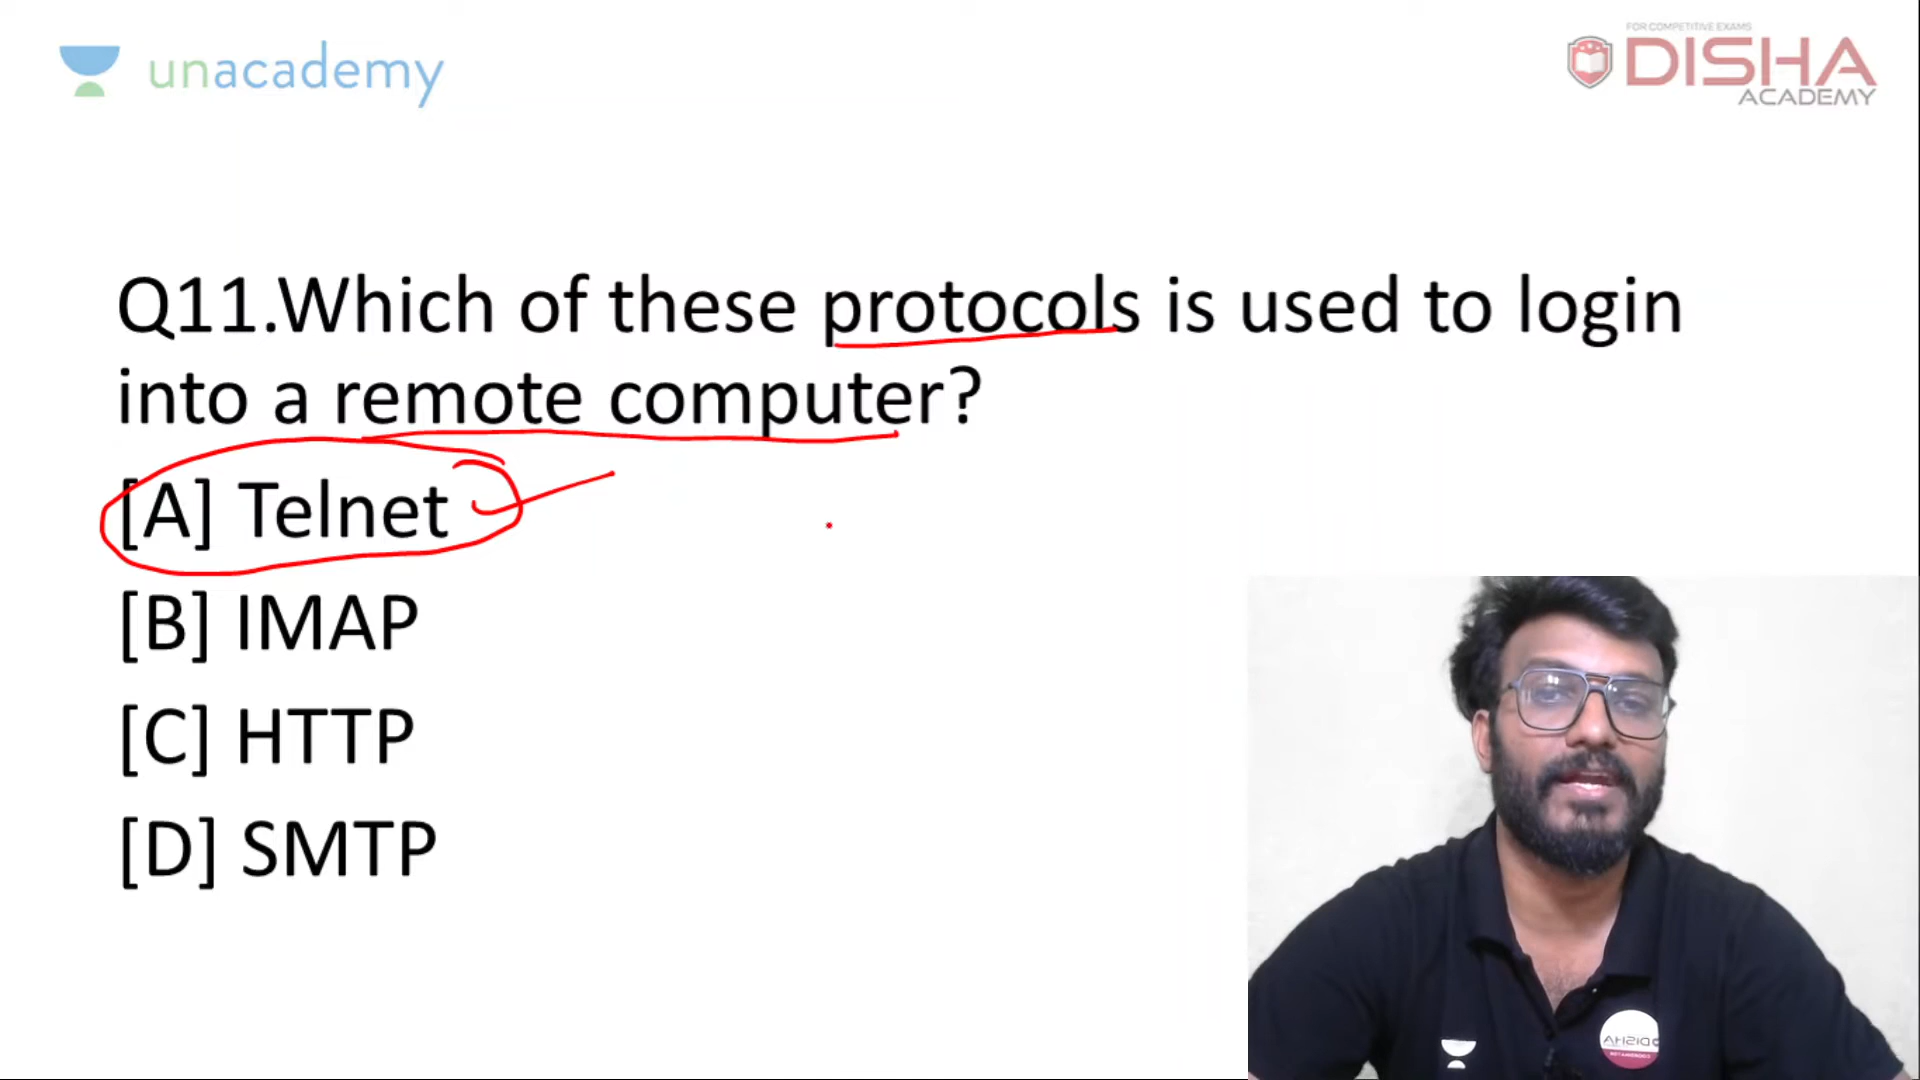 unacademy
FOR COMPETITIVE EXAMS
DISHA
ACADEMY
Q11.Which of these protocols is used to login
into a remote computer?
[A] Telnet
[B] IMAP
[C] HTTP
[D] SMTP
DISHA